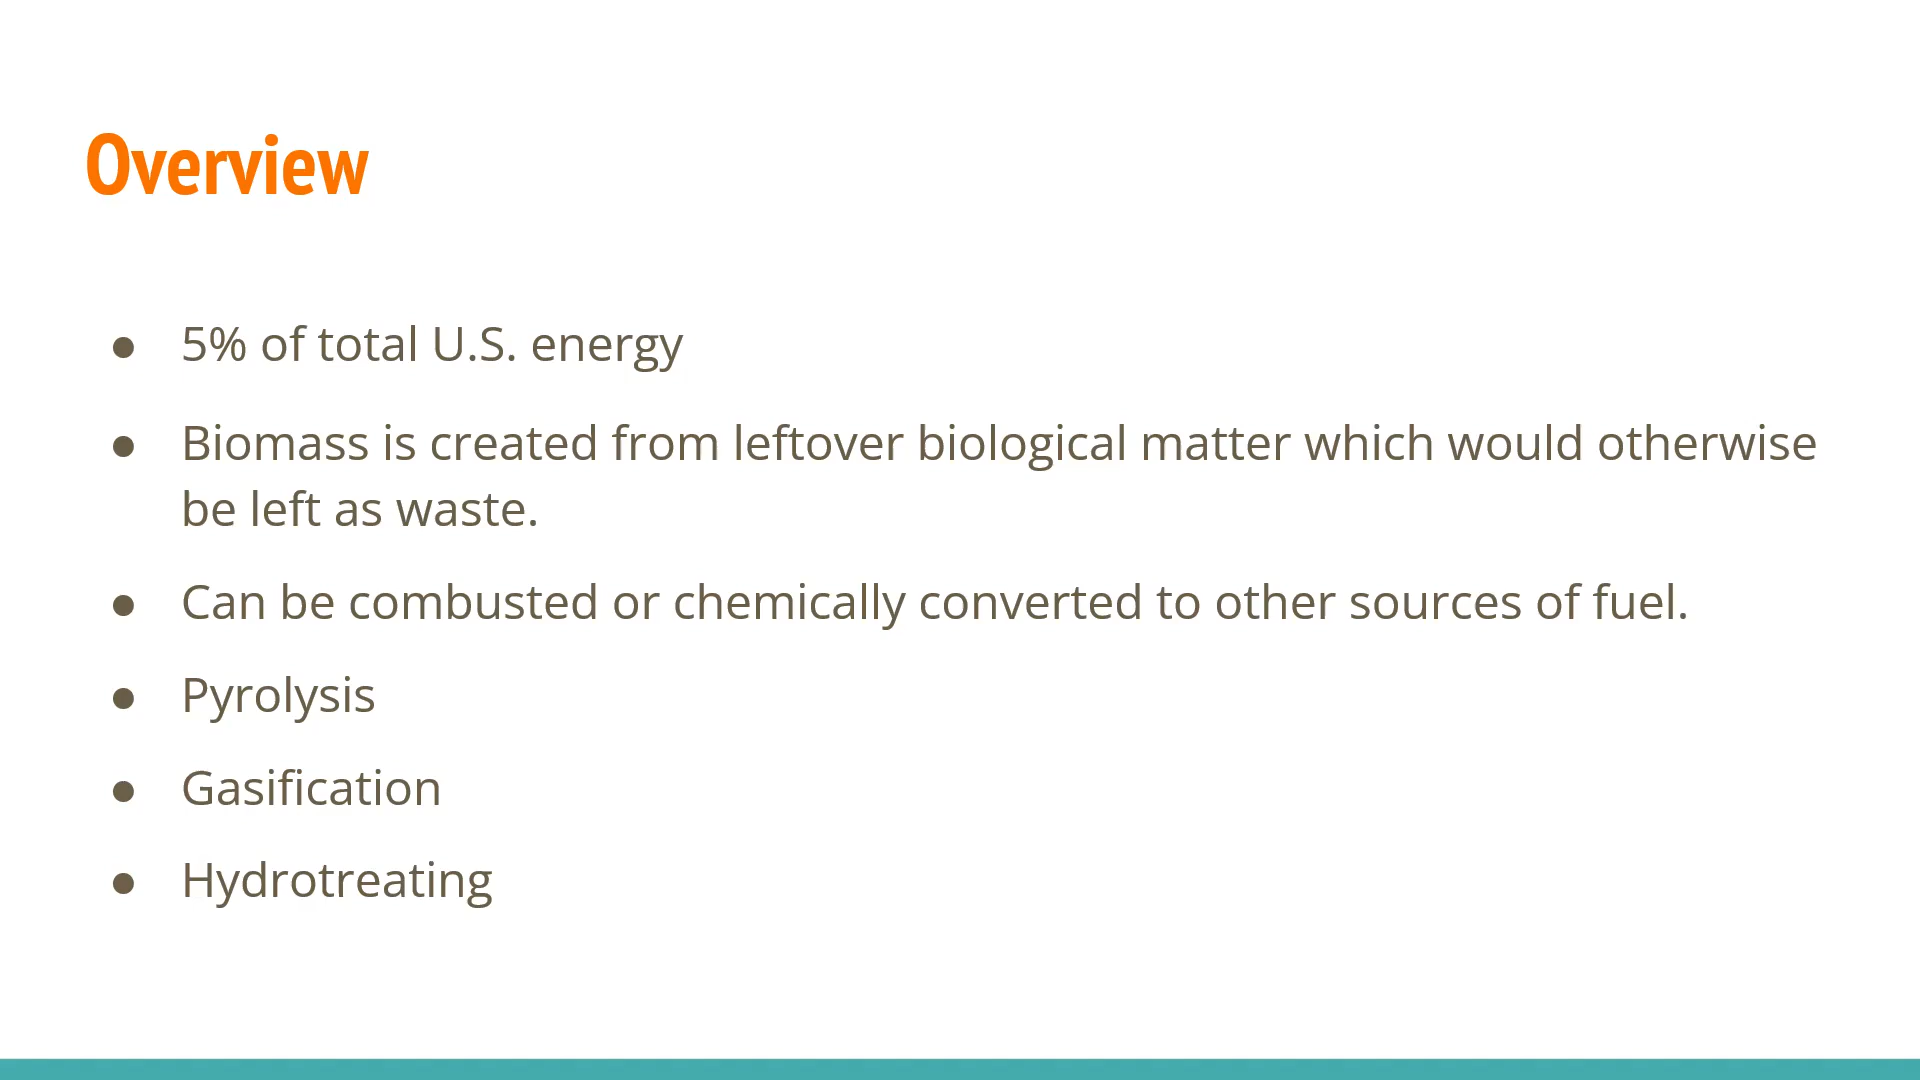 Overview
● 5% of total U.S. energy
● Biomass is created from leftover biological matter which would otherwise
be left as waste.
● Can be combusted or chemically converted to other sources of fuel.
● Pyrolysis
● Gasification
● Hydrotreating